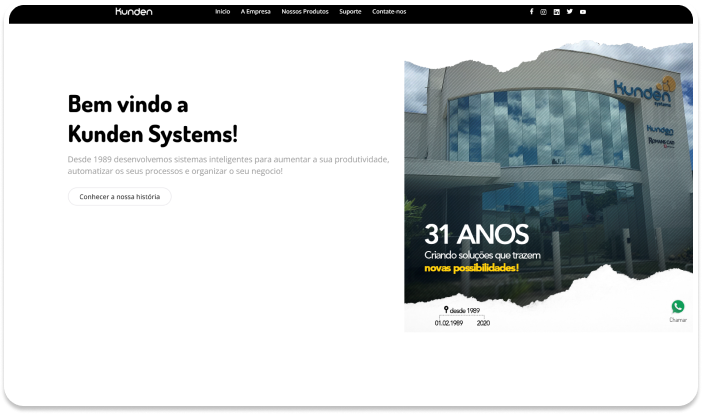 Kunden
Inicio A Empresa Nossos Produtos Suporte Contate-nos
Bem vindo a
Kunden Systems!
Desde 1989 desenvolvemos sistemas inteligentes para aumentar a sua produtividade,
automatizar os seus processos e organizar o seu negocio!
Conhecer a nossa história
Kunden
systems
Kunden
31 ANOS
Criando soluções que trazem
novas possibilidades!
desde 1989
01.02.1989 2020
Chamar